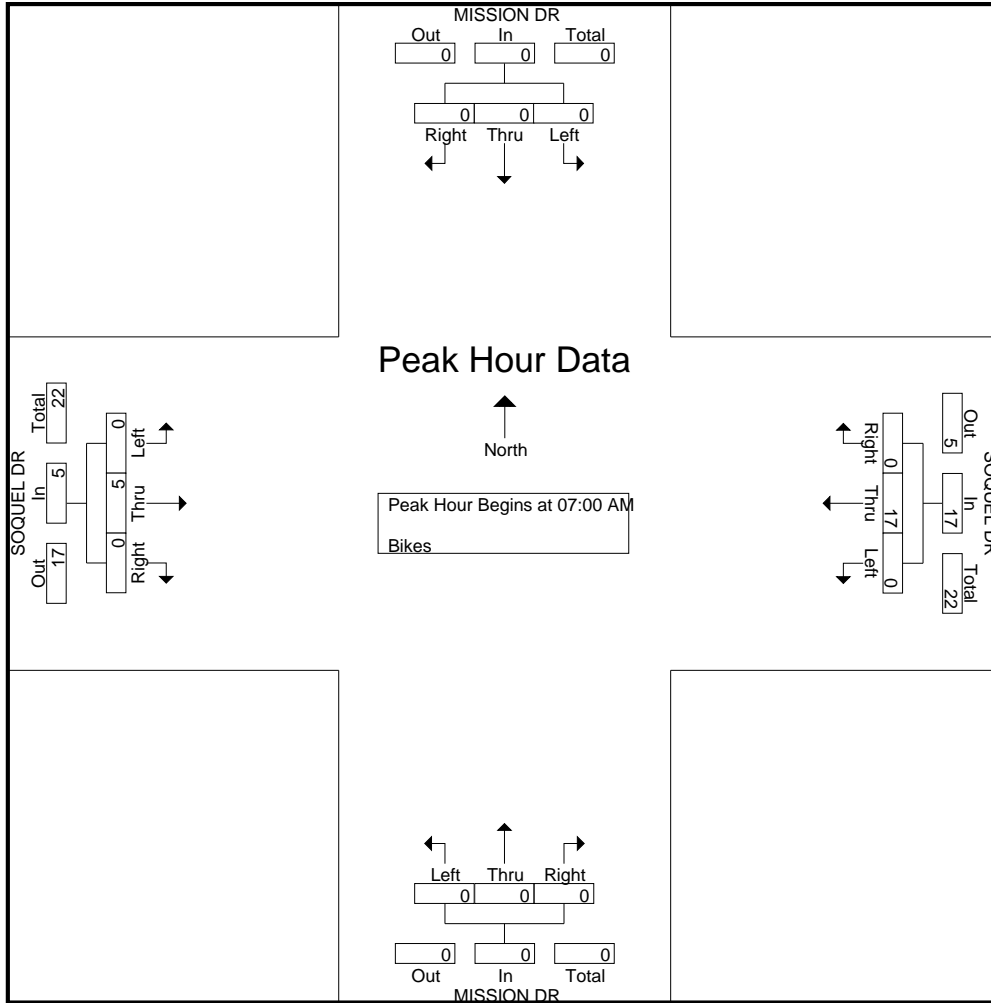 MISSION DR
Out In Total
0 0 0
0 0 0
Right Thru Left
Peak Hour Data
North
Peak Hour Begins at 07:00 AM
Bikes
SOQUEL DR
Total In Out
22 5 17
0 5 0
Left Thru Right
Right Thru Left
0 17 0
5 17 22
Out In Total
SOQUEL DR
Left Thru Right
0 0 0
0 0 0
Out In Total
MISSION DR